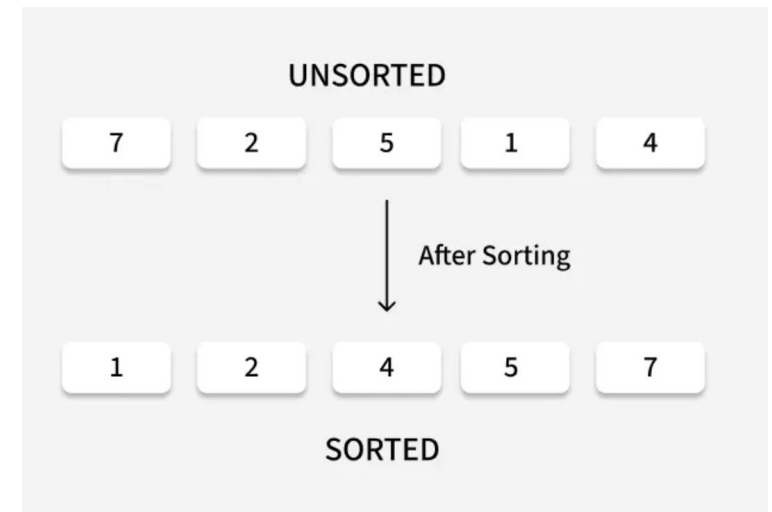 UNSORTED
7 2 5 1 4
After Sorting
1 2 4 5 7
SORTED